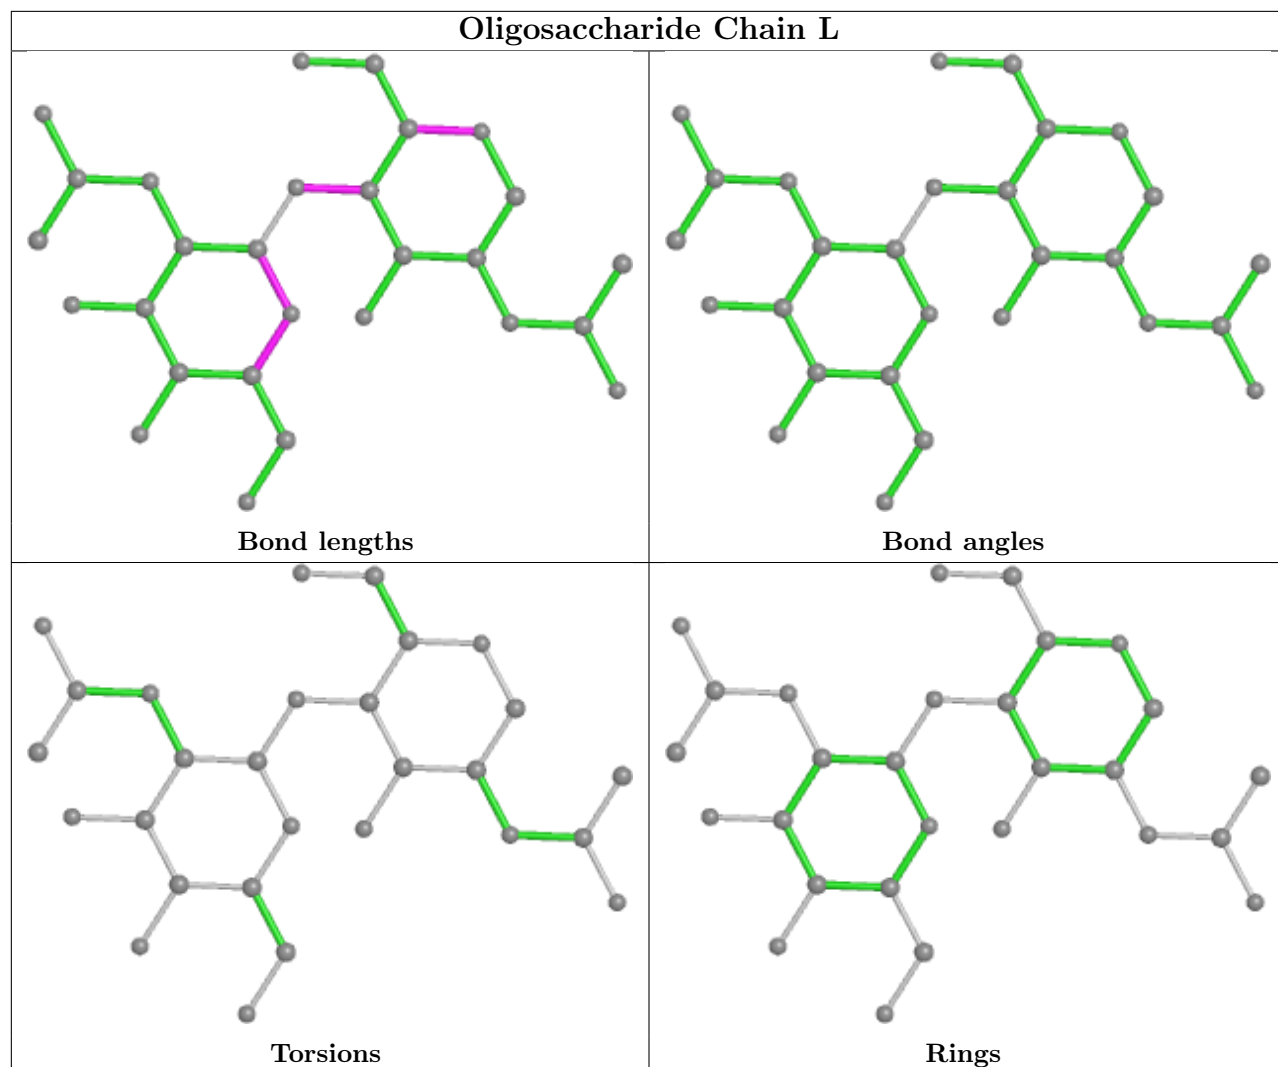 Oligosaccharide Chain L
Bond lengths
Bond angles
Torsions
Rings